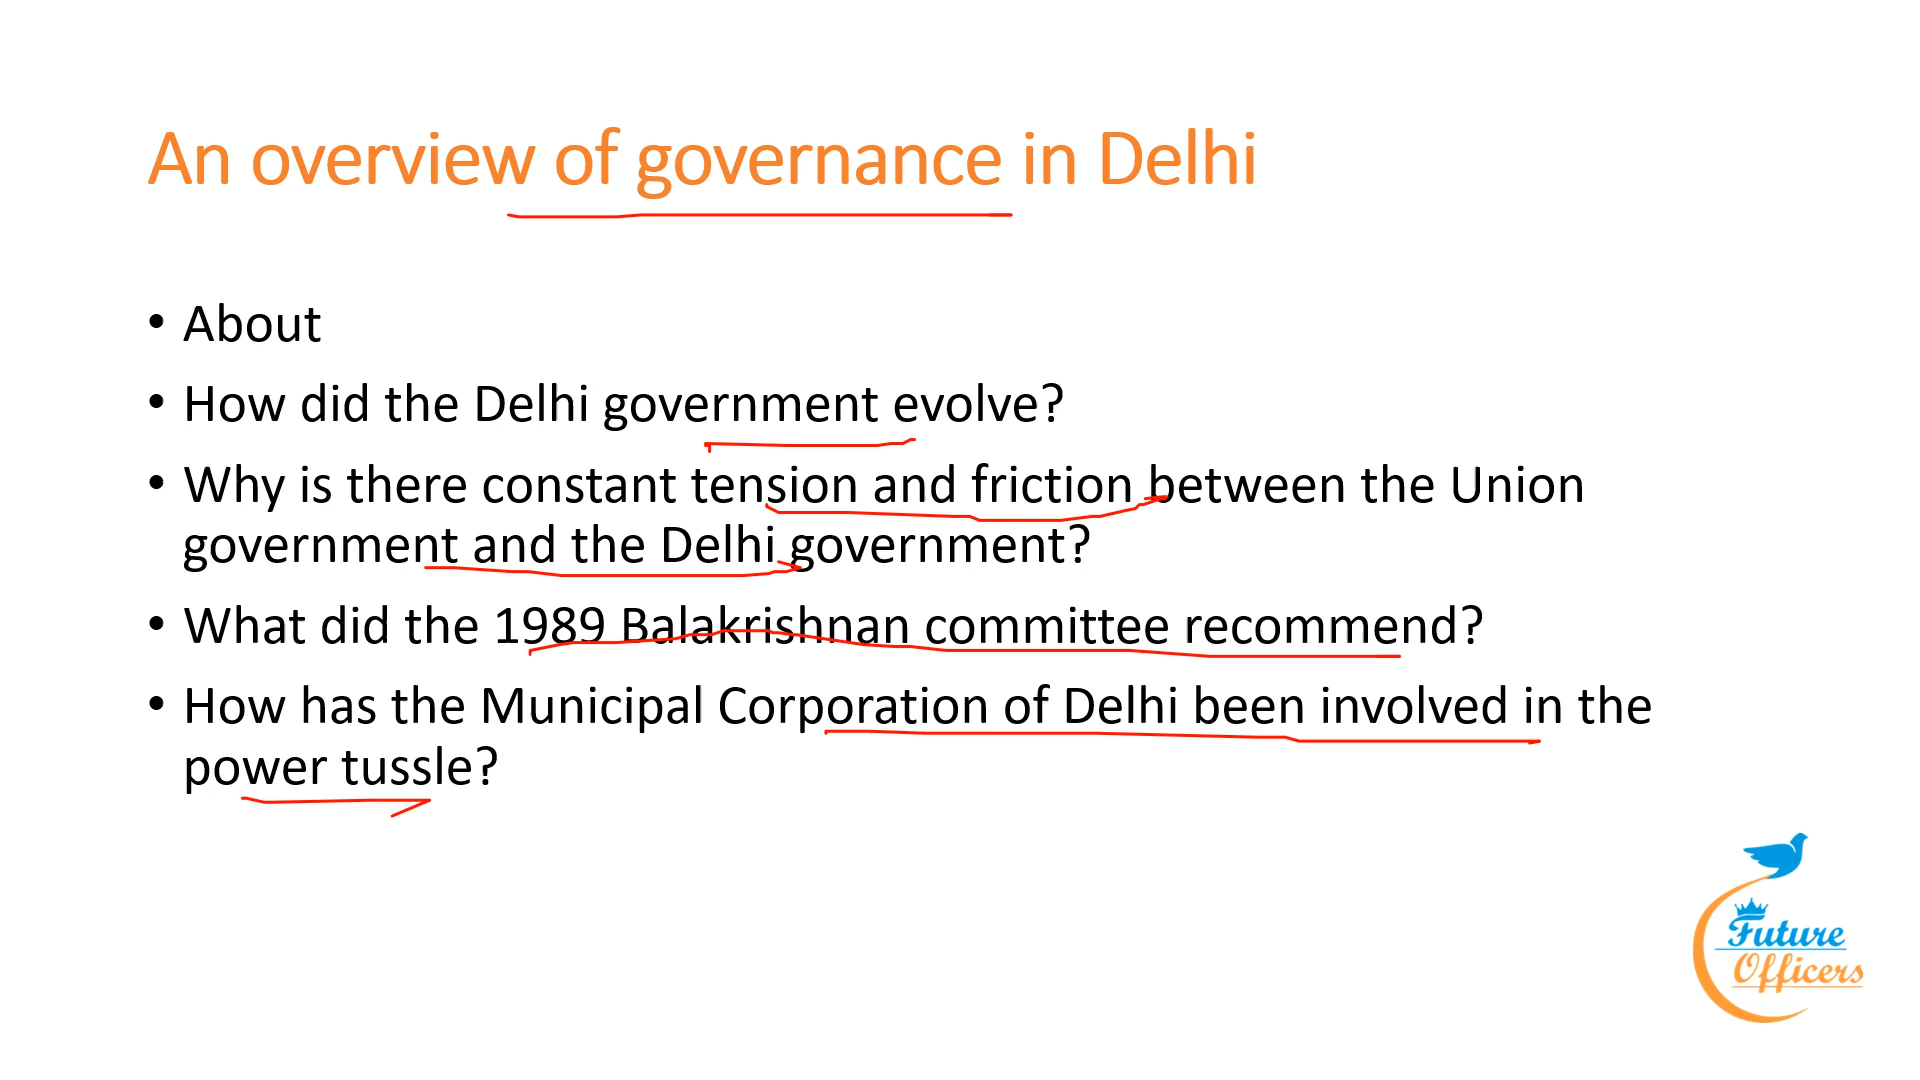 An overview of governance in Delhi
• About
• How did the Delhi government evolve?
• Why is there constant tension and friction between the Union
government and the Delhi government?
• What did the 1989 Balakrishnan committee recommend?
• How has the Municipal Corporation of Delhi been involved in the
power tussle?
Future
Officers